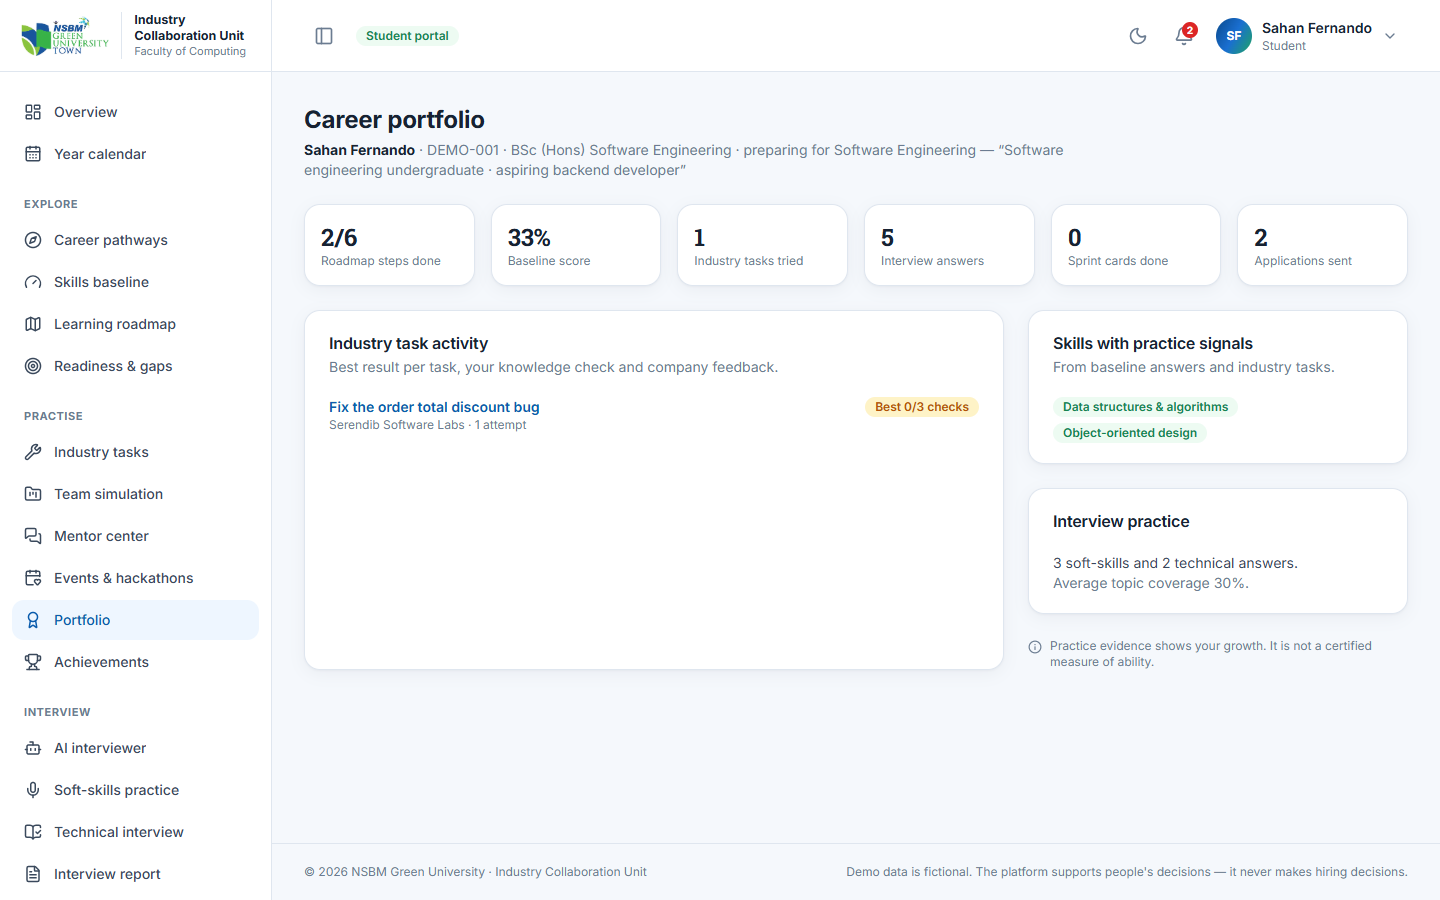 NSBM
GREEN
UNIVERSITY
TOWN
Industry
Collaboration Unit
Faculty of Computing
Student portal
2
SF
Sahan Fernando
Student
Overview
Year calendar
EXPLORE
Career pathways
Skills baseline
Learning roadmap
Readiness & gaps
PRACTISE
Industry tasks
Team simulation
Mentor center
Events & hackathons
Portfolio
Achievements
INTERVIEW
AI interviewer
Soft-skills practice
Technical interview
Interview report
Career portfolio
Sahan Fernando · DEMO-001 · BSc (Hons) Software Engineering · preparing for Software Engineering — “Software
engineering undergraduate · aspiring backend developer”
2/6
Roadmap steps done
33%
Baseline score
1
Industry tasks tried
5
Interview answers
0
Sprint cards done
2
Applications sent
Industry task activity
Best result per task, your knowledge check and company feedback.
Fix the order total discount bug
Best 0/3 checks
Serendib Software Labs · 1 attempt
Skills with practice signals
From baseline answers and industry tasks.
Data structures & algorithms
Object-oriented design
Interview practice
3 soft-skills and 2 technical answers.
Average topic coverage 30%.
Practice evidence shows your growth. It is not a certified
measure of ability.
© 2026 NSBM Green University · Industry Collaboration Unit
Demo data is fictional. The platform supports people's decisions — it never makes hiring decisions.